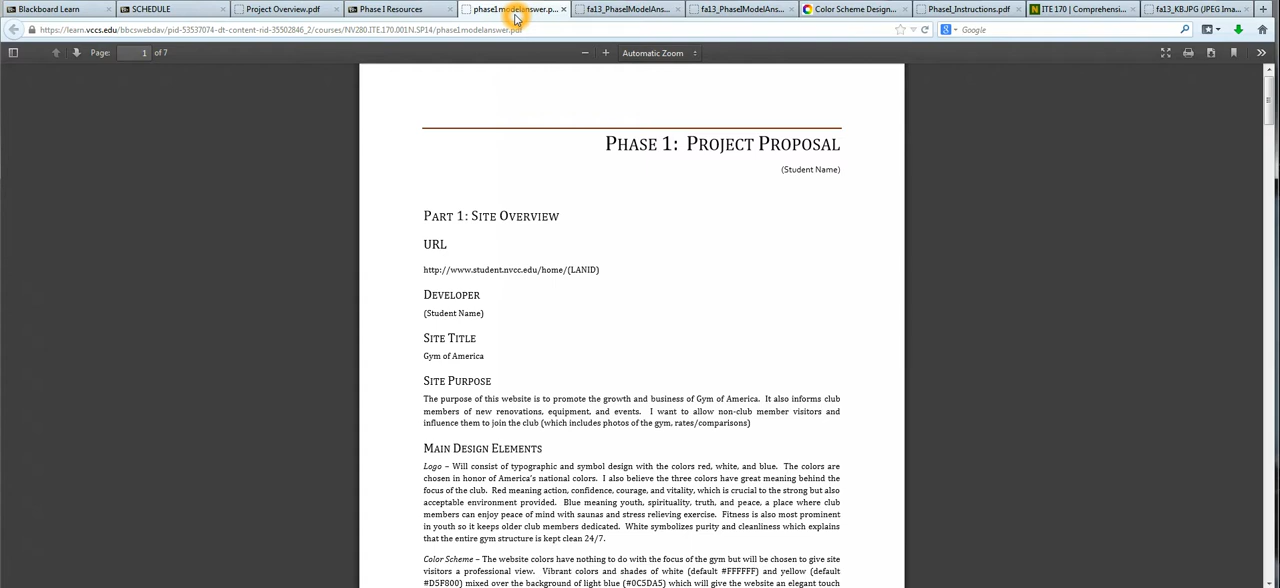 Blackboard Learn
SCHEDULE
Project Overview.pdf
Phase I Resources
phase1modelanswer.p...
fa13_PhaseIModelAns...
fa13_PhaseIModelAns...
Color Scheme Design...
PhaseI_Instructions.pdf
ITE 170 | Comprehensi...
fa13_KB.JPG (JPEG Ima...
https://learn.vccs.edu/bbcswebdav/pid-53537074-dt-content-rid-35502846_2/courses/NV280.ITE.170.001N.SP14/phase1modelanswer.pdf
Google
Page: 1 of 7
Automatic Zoom
PHASE 1: PROJECT PROPOSAL
(Student Name)
PART 1: SITE OVERVIEW
URL
http://www.student.nvcc.edu/home/(LANID)
DEVELOPER
(Student Name)
SITE TITLE
Gym of America
SITE PURPOSE
The purpose of this website is to promote the growth and business of Gym of America. It also informs club
members of new renovations, equipment, and events. I want to allow non-club member visitors and
influence them to join the club (which includes photos of the gym, rates/comparisons)
MAIN DESIGN ELEMENTS
Logo – Will consist of typographic and symbol design with the colors red, white, and blue. The colors are
chosen in honor of America's national colors. I also believe the three colors have great meaning behind the
focus of the club. Red meaning action, confidence, courage, and vitality, which is crucial to the strong but also
acceptable environment provided. Blue meaning youth, spirituality, truth, and peace, a place where club
members can enjoy peace of mind with saunas and stress relieving exercise. Fitness is also most prominent
in youth so it keeps older club members dedicated. White symbolizes purity and cleanliness which explains
that the entire gym structure is kept clean 24/7.
Color Scheme – The website colors have nothing to do with the focus of the gym but will be chosen to give site
visitors a professional view. Vibrant colors and shades of white (default #FFFFFF) and yellow (default
#D5F800) mixed over the background of light blue (#0C5DA5) which will give the website an elegant touch